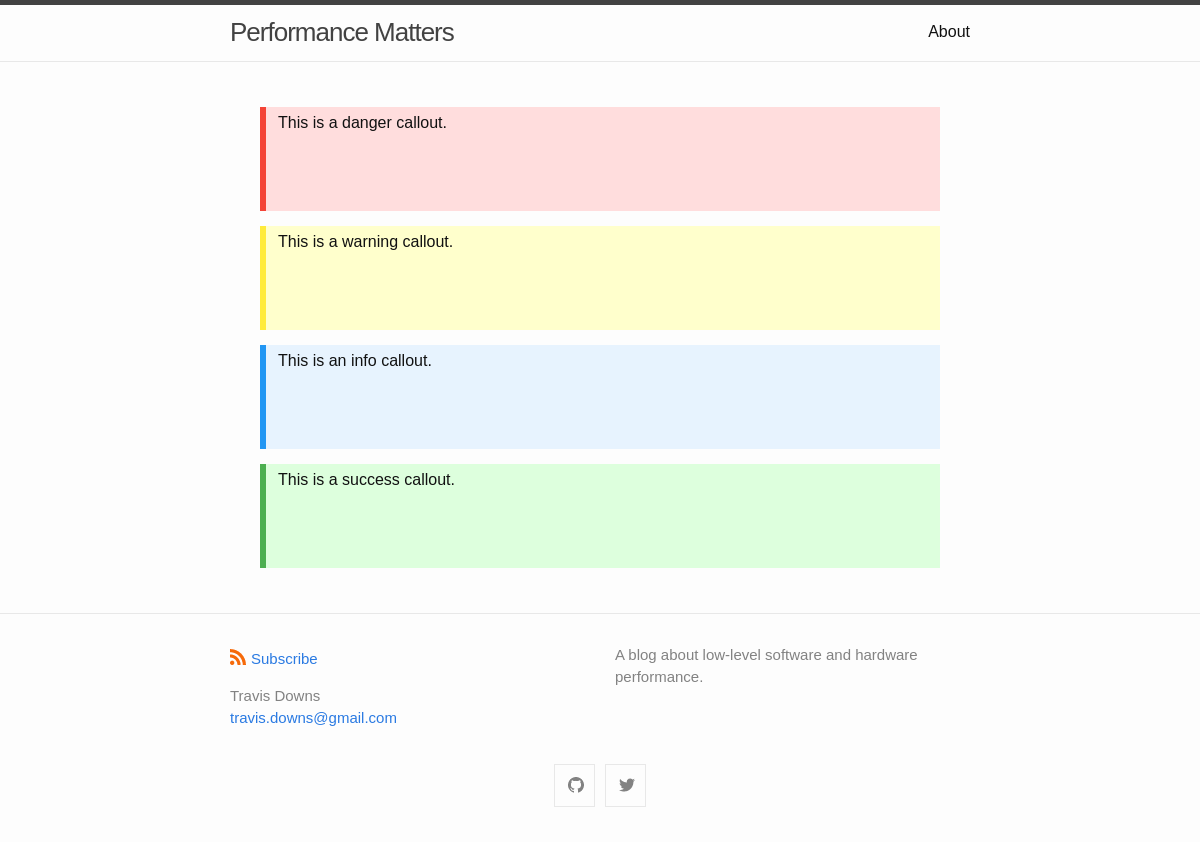 Performance Matters
About
This is a danger callout.
This is a warning callout.
This is an info callout.
This is a success callout.
Subscribe
Travis Downs
travis.downs@gmail.com
A blog about low-level software and hardware
performance.